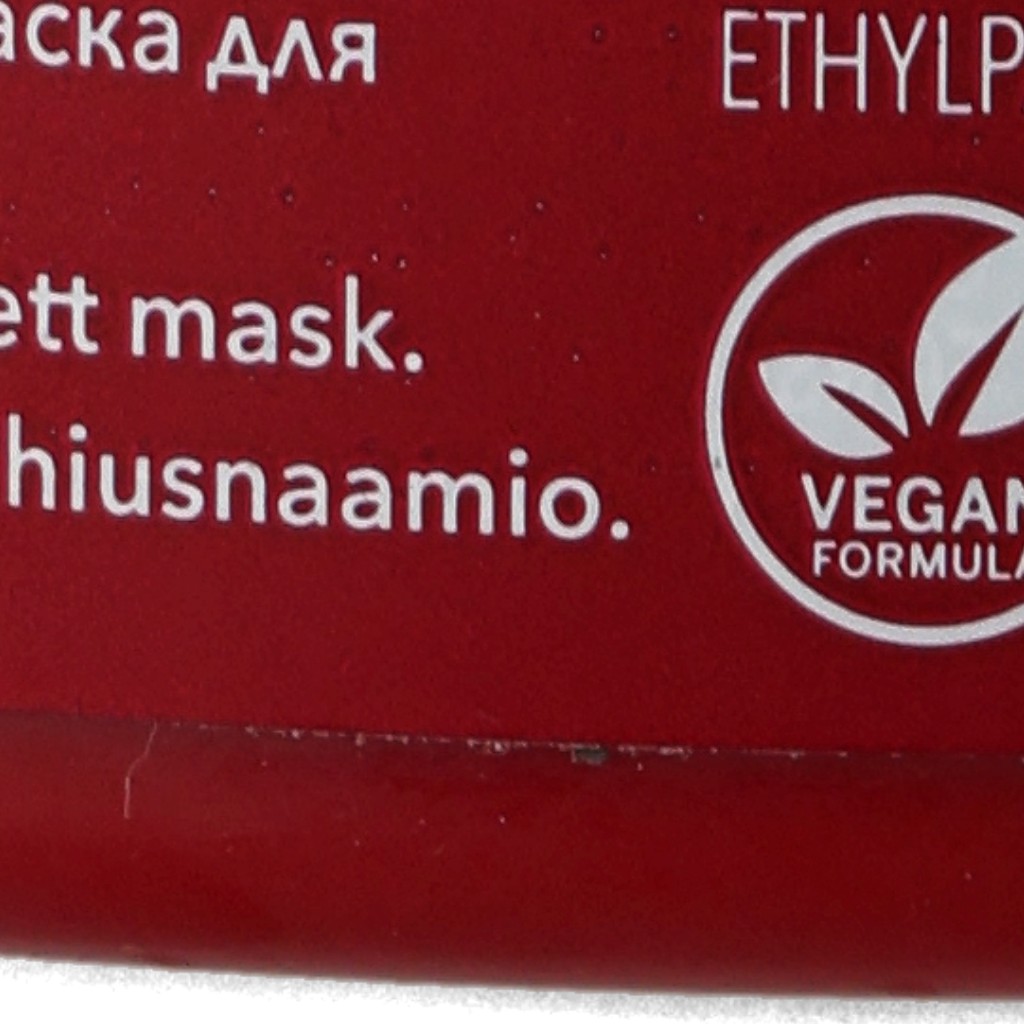 аска для
ETHYLP
ett mask.
hiusnaamio.
VEGAN
FORMULA